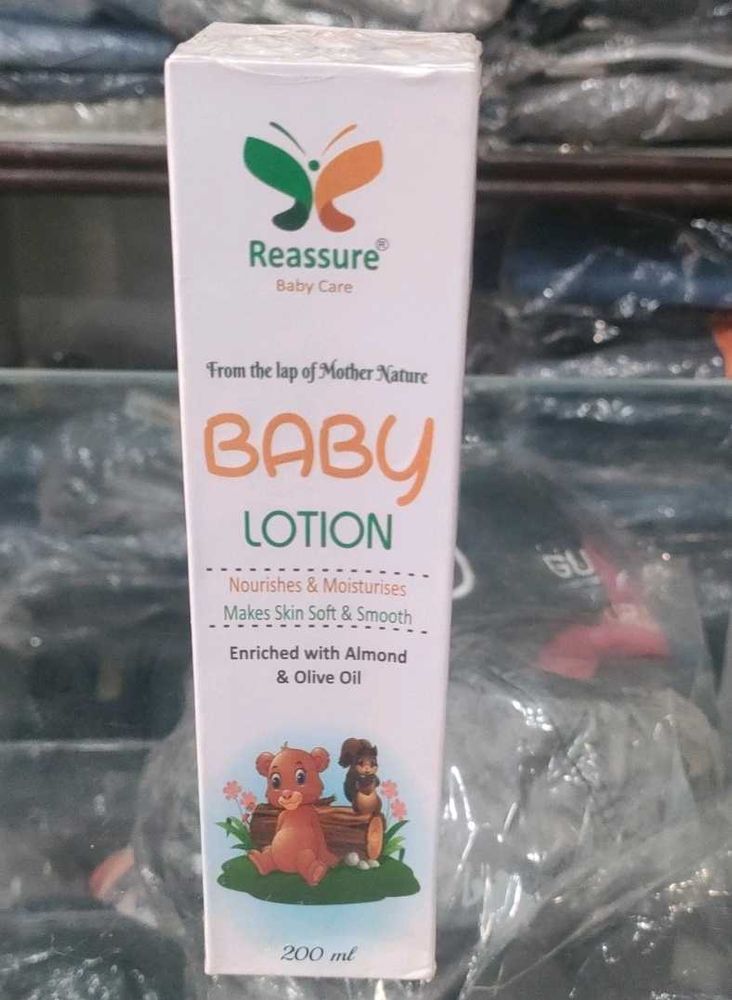 Reassure®
Baby Care
From the lap of Mother Nature
BABY
LOTION
Nourishes & Moisturises
Makes Skin Soft & Smooth
Enriched with Almond
& Olive Oil
200 ml
GU